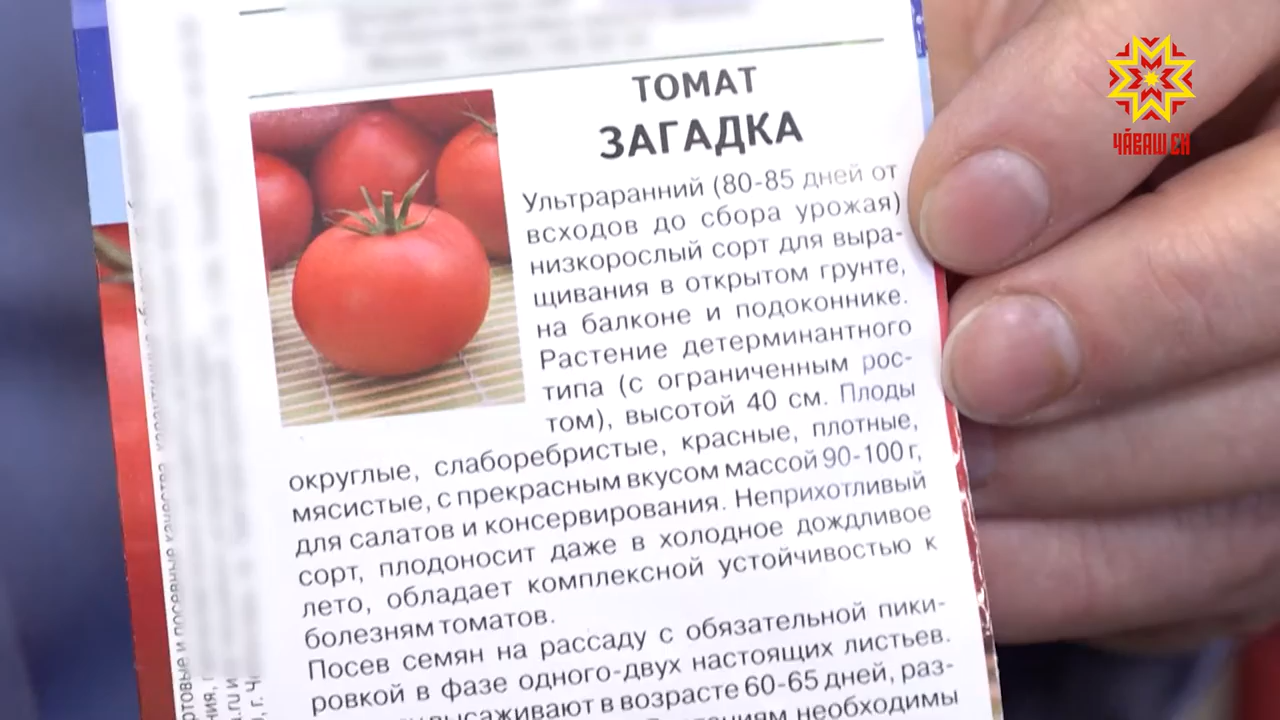 ТОМАТ
ЗАГАДКА
Ультраранний (80-85 дней от
всходов до сбора урожая)
низкорослый сорт для выра-
щивания в открытом грунте,
на балконе и подоконнике.
Растение детерминантного
типа (с ограниченным рос-
том), высотой 40 см. Плоды
округлые, слаборебристые, красные, плотные,
мясистые, с прекрасным вкусом массой 90-100 г,
для салатов и консервирования. Неприхотливый
сорт, плодоносит даже в холодное дождливое
лето, обладает комплексной устойчивостью к
болезням томатов.
Посев семян на рассаду с обязательной пики-
ровкой в фазе одного-двух настоящих листьев.
высаживают в возрасте 60-65 дней, раз-
необходимы
ЧӐВАШ ЕН